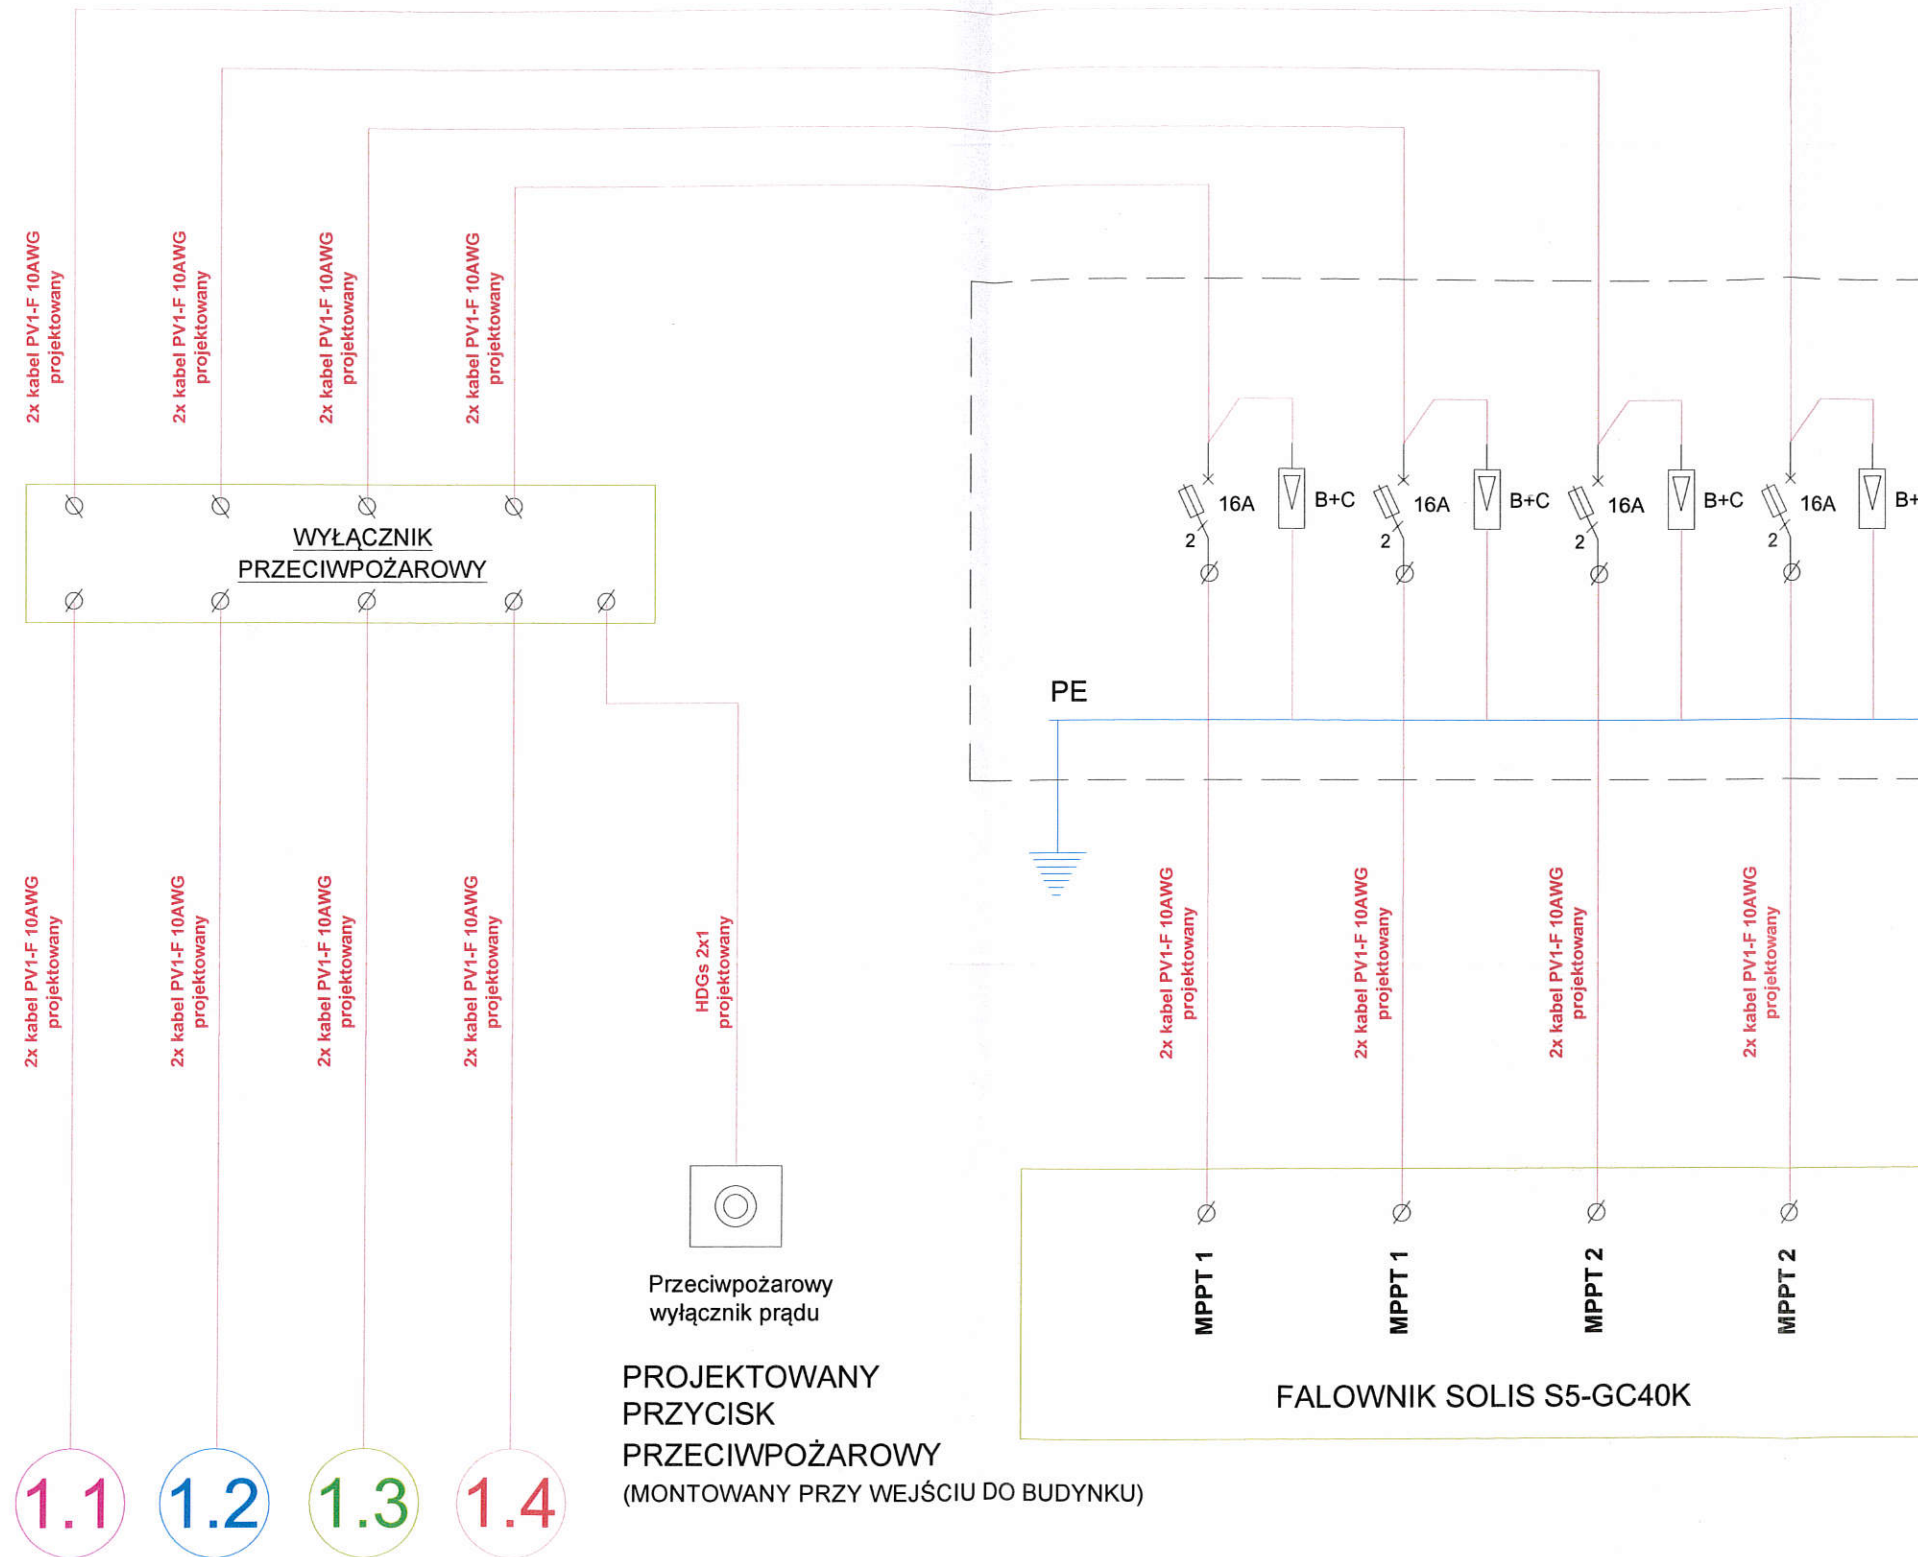 2x kabel PV1-F 10AWG
projektowany
2x kabel PV1-F 10AWG
projektowany
2x kabel PV1-F 10AWG
projektowany
2x kabel PV1-F 10AWG
projektowany
WYŁĄCZNIK
PRZECIWPOŻAROWY
16A
B+C
16A
B+C
16A
B+C
16A
B+
2
2
2
2
PE
2x kabel PV1-F 10AWG
projektowany
2x kabel PV1-F 10AWG
projektowany
2x kabel PV1-F 10AWG
projektowany
2x kabel PV1-F 10AWG
projektowany
HDGs 2x1
projektowany
2x kabel PV1-F 10AWG
projektowany
2x kabel PV1-F 10AWG
projektowany
2x kabel PV1-F 10AWG
projektowany
2x kabel PV1-F 10AWG
projektowany
Przeciwpożarowy
wyłącznik prądu
PROJEKTOWANY
PRZYCISK
PRZECIWPOŻAROWY
(MONTOWANY PRZY WEJŚCIU DO BUDYNKU)
MPPT 1
MPPT 1
MPPT 2
MPPT 2
FALOWNIK SOLIS S5-GC40K
1.1
1.2
1.3
1.4